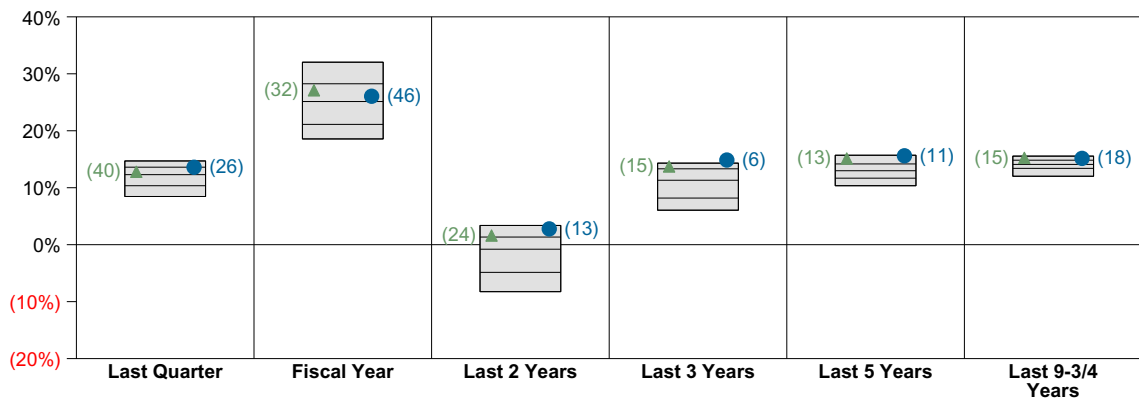 40%
30%
20%
10%
0%
(10%)
(20%)
(40) (26)
(32) (46)
(24) (13)
(15) (6)
(13) (11)
(15) (18)
Last Quarter
Fiscal Year
Last 2 Years
Last 3 Years
Last 5 Years
Last 9-3/4
Years